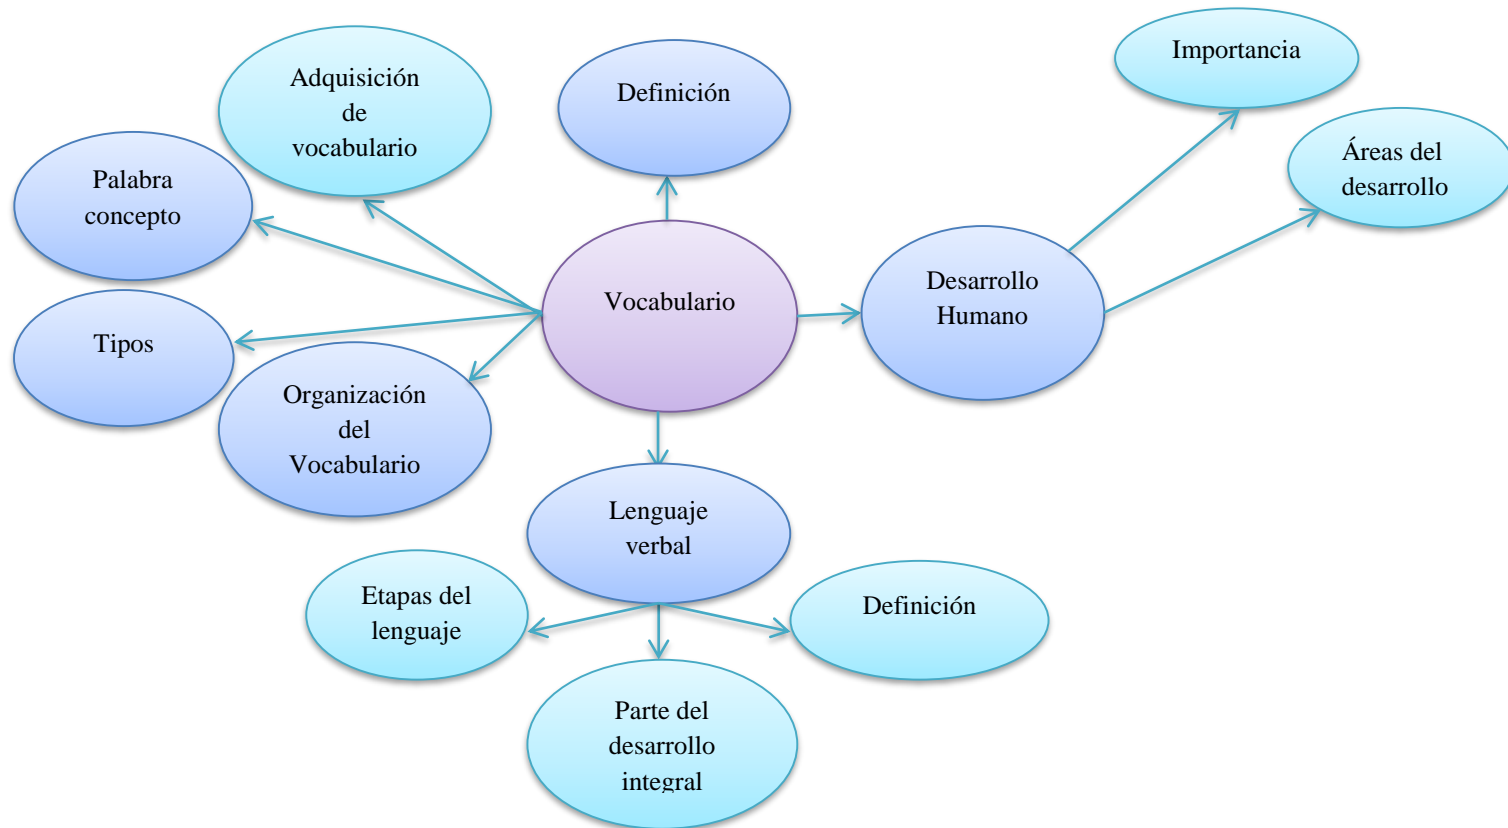 Importancia
Adquisición
de
vocabulario
Definición
Áreas del
desarrollo
Palabra
concepto
Desarrollo
Humano
Vocabulario
Tipos
Organización
del
Vocabulario
Lenguaje
verbal
Etapas del
lenguaje
Definición
Parte del
desarrollo
integral